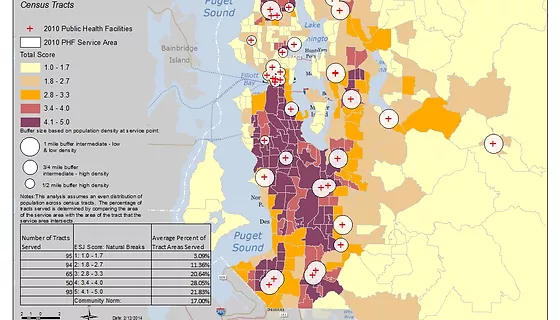 Census Tracts
2010 Public Health Facilities
2010 PHF Service Area
Total Score
1.0 - 1.7
1.8 - 2.7
2.8 - 3.3
3.4 - 4.0
4.1 - 5.0
Buffer size based on population density at service point.
1 mile buffer intermediate - low
& low density
3/4 mile buffer
intermediate - high density
1/2 mile buffer - high density
Notes: This analysis assumes an even distribution of
population across census tracts. The percentage of
tracts served is determined by comparing the area
of the service area with the area of the tract that the
service area intersects.
Number of Tracts Served | ESJ Score: Natural Breaks | Average Percent of Tract Areas Served
95 | 1: 1.0 - 1.7 | 3.09%
94 | 2: 1.8 - 2.7 | 11.36%
65 | 3: 2.8 - 3.3 | 20.64%
50 | 4: 3.4 - 4.0 | 28.05%
93 | 5: 4.1 - 5.0 | 21.83%
Community Norm: | 17.00%
Date: 2/13/2014
Puget
Sound
Bainbridge
Island
Lake
Elliott
Bay
Puget
Sound